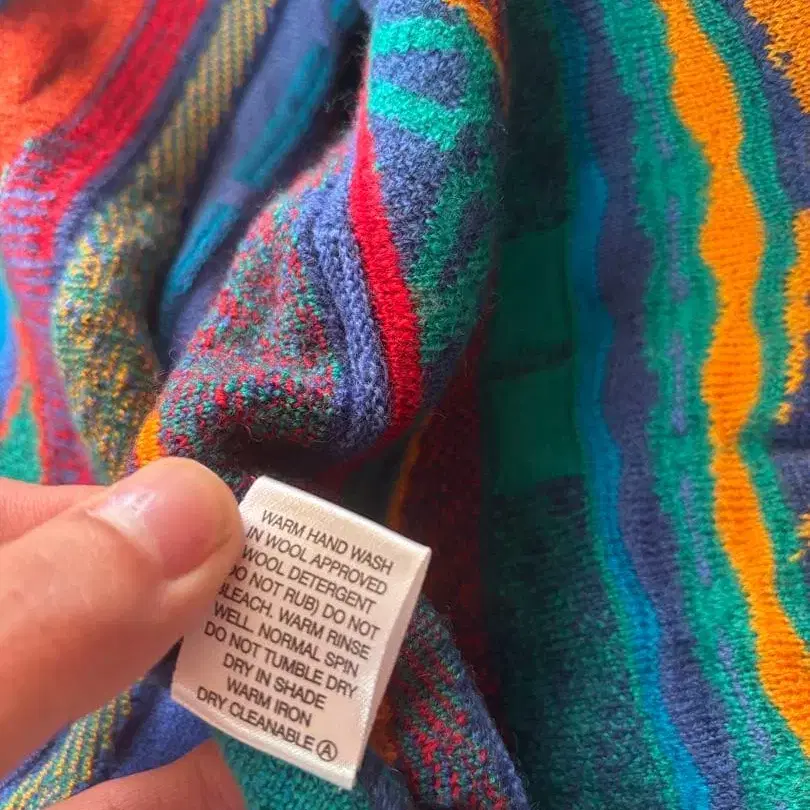 WARM HAND WASH
IN WOOL APPROVED
WOOL DETERGENT
DO NOT RUB) DO NOT
BLEACH. WARM RINSE
WELL. NORMAL SPIN
DO NOT TUMBLE DRY
DRY IN SHADE
WARM IRON
DRY CLEANABLE Ⓐ